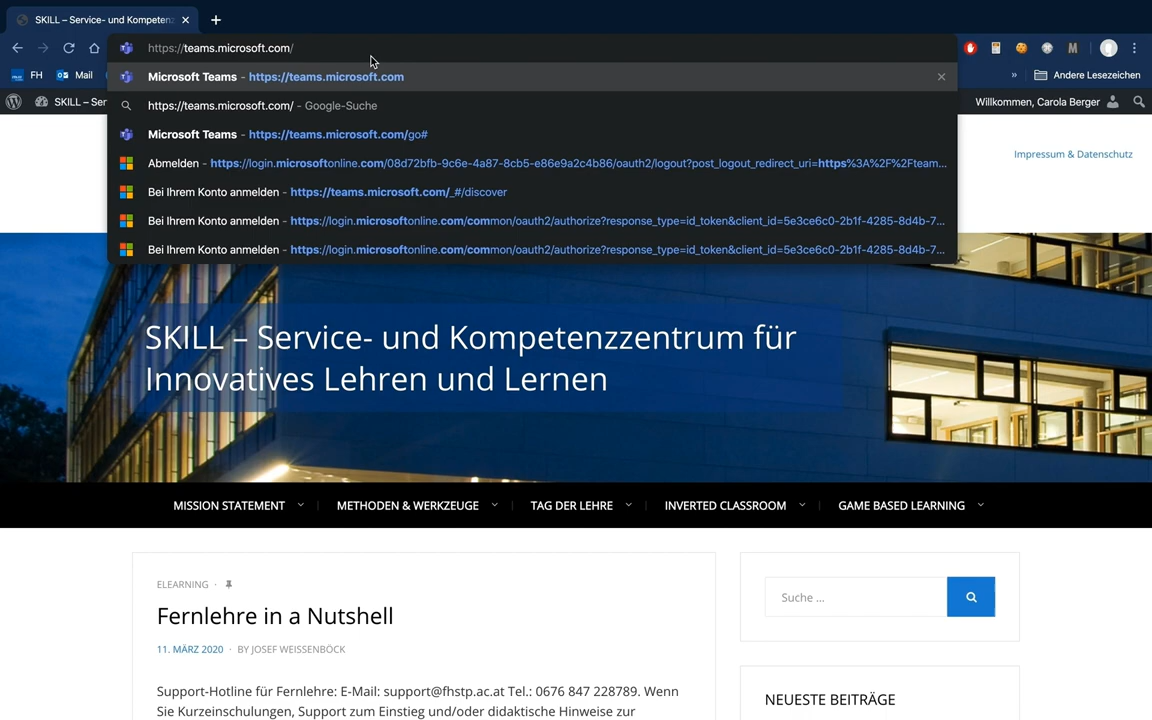 SKILL – Service- und Kompetenz
https://teams.microsoft.com/
FH Mail
Microsoft Teams - https://teams.microsoft.com
https://teams.microsoft.com/ - Google-Suche
Microsoft Teams - https://teams.microsoft.com/go#
Abmelden - https://login.microsoftonline.com/08d72bfb-9c6e-4a87-8cb5-e86e9a2c4b86/oauth2/logout?post_logout_redirect_uri=https%3A%2F%2Fteam...
Bei Ihrem Konto anmelden - https://teams.microsoft.com/_#/discover
Bei Ihrem Konto anmelden - https://login.microsoftonline.com/common/oauth2/authorize?response_type=id_token&client_id=5e3ce6c0-2b1f-4285-8d4b-7...
Bei Ihrem Konto anmelden - https://login.microsoftonline.com/common/oauth2/authorize?response_type=id_token&client_id=5e3ce6c0-2b1f-4285-8d4b-7...
» Andere Lesezeichen
SKILL – Ser
Willkommen, Carola Berger
Impressum & Datenschutz
SKILL – Service- und Kompetenzzentrum für
Innovatives Lehren und Lernen
MISSION STATEMENT METHODEN & WERKZEUGE TAG DER LEHRE INVERTED CLASSROOM GAME BASED LEARNING
ELEARNING ·
Fernlehre in a Nutshell
11. MÄRZ 2020 · BY JOSEF WEISSENBÖCK
Support-Hotline für Fernlehre: E-Mail: support@fhstp.ac.at Tel.: 0676 847 228789. Wenn
Sie Kurzeinschulungen, Support zum Einstieg und/oder didaktische Hinweise zur
Suche ...
NEUESTE BEITRÄGE